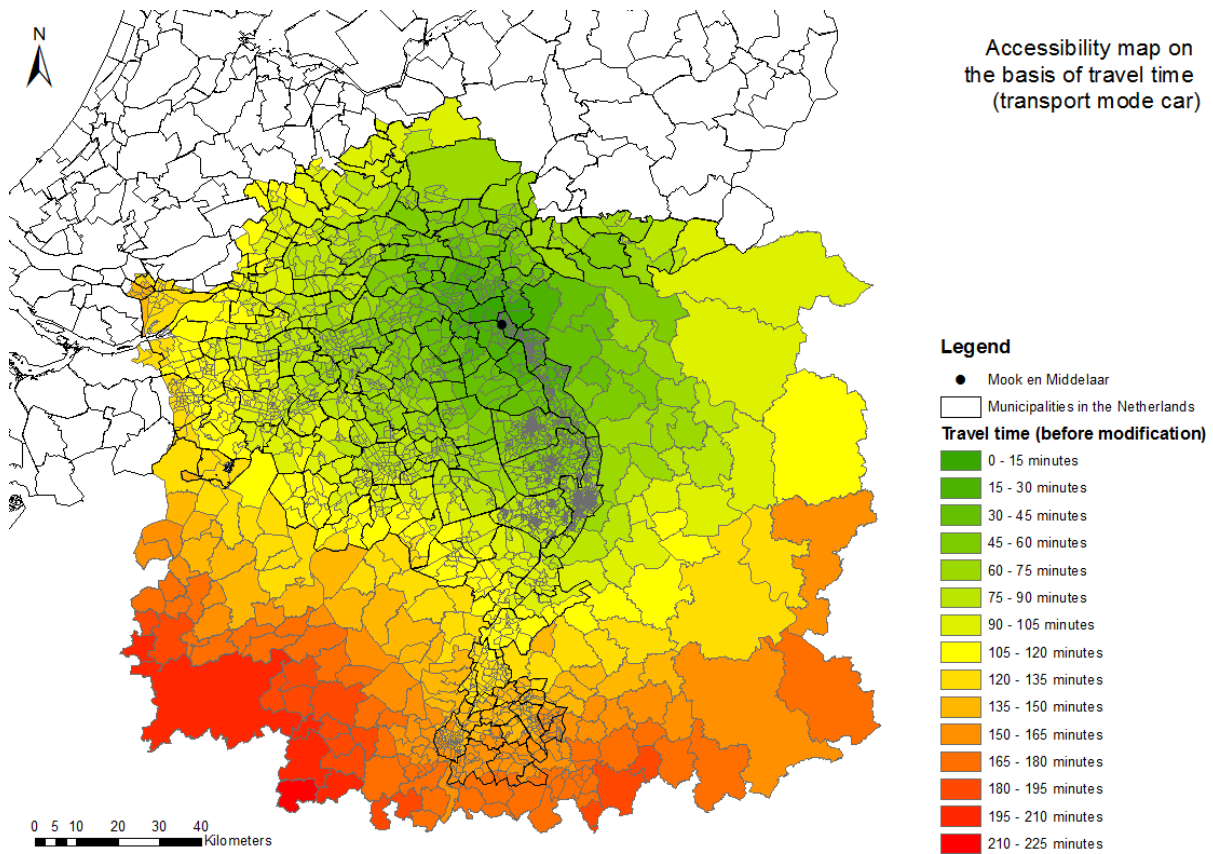 N
Accessibility map on
the basis of travel time
(transport mode car)
Legend
Mook en Middelaar
Municipalities in the Netherlands
Travel time (before modification)
0 - 15 minutes
15 - 30 minutes
30 - 45 minutes
45 - 60 minutes
60 - 75 minutes
75 - 90 minutes
90 - 105 minutes
105 - 120 minutes
120 - 135 minutes
135 - 150 minutes
150 - 165 minutes
165 - 180 minutes
180 - 195 minutes
195 - 210 minutes
210 - 225 minutes
0 5 10 20 30 40
Kilometers